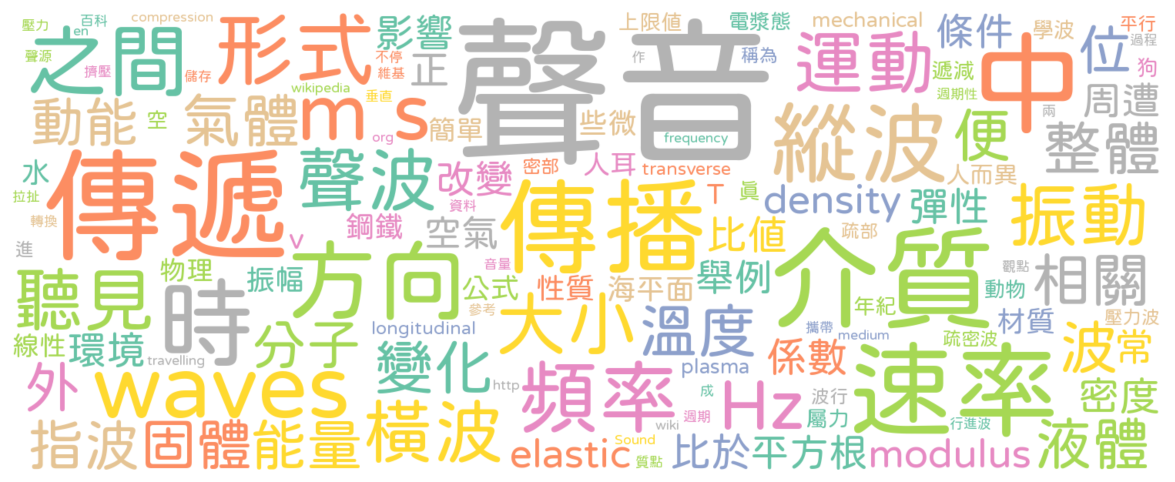 壓力
百科
compression
en
聲源
擠壓
儲存
之間
形式
影響
不停
維基
wikipedia
正
聲音
上限值
電漿態
作
稱為
frequency
mechanical
運動
條件
遞減
週期性
中
位
學波
平行
過程
狗
兩
周遭
動能
空
氣體
m
s
垂直
org
簡單
些微
縱波
便
整體
水
拉扯
轉換
進
傳遞
聲波
改變
資料
密部
人耳
transverse
T
真
人而異
density
彈性
振動
鋼鐵
v
空氣
傳播
比值
疏部
介質
觀點
相關
聽見
物理
時
振幅
方向
音量
公式
性質
海平面
舉例
參考
年紀
動物
壓力波
線性
環境
travelling
分子
longitudinal
大小
溫度
攜帶
medium
疏密波
材質
波
常
變化
plasma
係數
速率
外
waves
http
頻率
成
Hz
波行
密度
指波
固體
能量
橫波
wiki
週期
屬力
行進波
elastic
Sound
質點
比於
平方根
modulus
液體